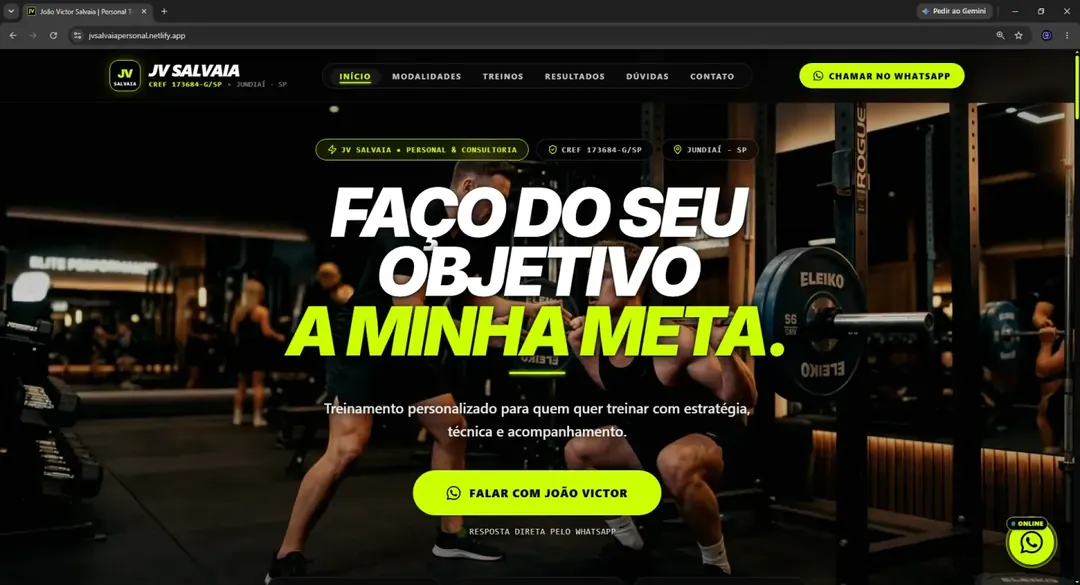 João Victor Salvaia | Personal T
Pedir ao Gemini
jvsalvaiapersonal.netlify.app
JV
SALVAIA
JV SALVAIA
CREF 173684-G/SP • JUNDIAÍ - SP
INÍCIO
MODALIDADES
TREINOS
RESULTADOS
DÚVIDAS
CONTATO
CHAMAR NO WHATSAPP
JV SALVAIA • PERSONAL & CONSULTORIA
CREF 173684-G/SP
JUNDIAÍ - SP
FAÇO DO SEU
OBJETIVO
A MINHA META.
Treinamento personalizado para quem quer treinar com estratégia,
técnica e acompanhamento.
FALAR COM JOÃO VICTOR
RESPOSTA DIRETA PELO WHATSAPP
ONLINE
ROGUE
ELITE PERFORMANCE
ELEIKO
ELEIKO
ELEIKO
ELEIKO